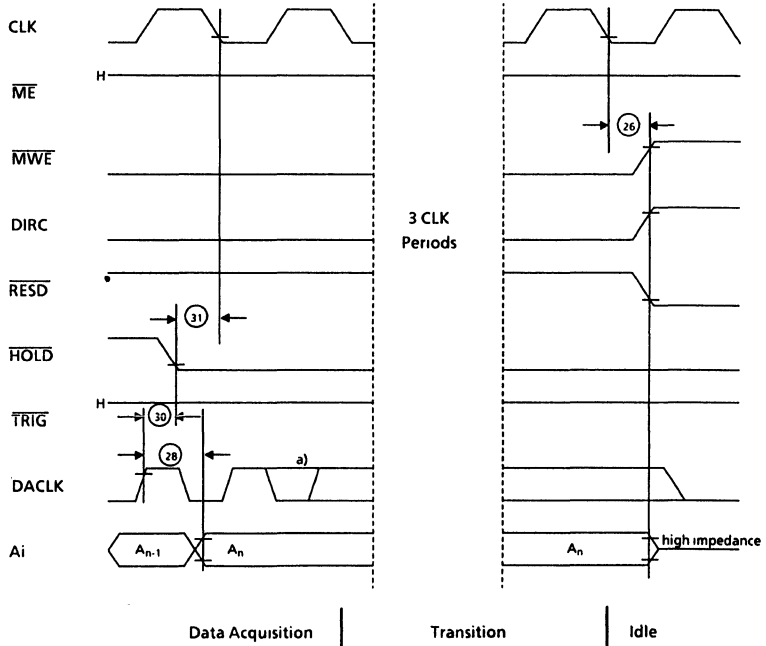 CLK
H
ME
26
MWE
DIRC
3 CLK
Periods
RESD
31
HOLD
H
TRIG
30
28
a)
DACLK
Ai
An-1
An
An
high impedance
Data Acquisition
Transition
Idle